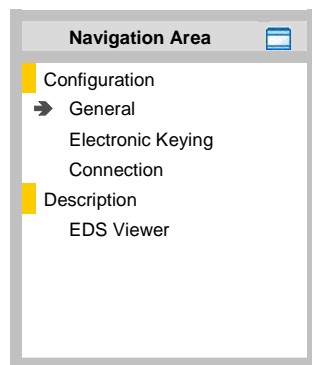 Navigation Area
Configuration
General
Electronic Keying
Connection
Description
EDS Viewer